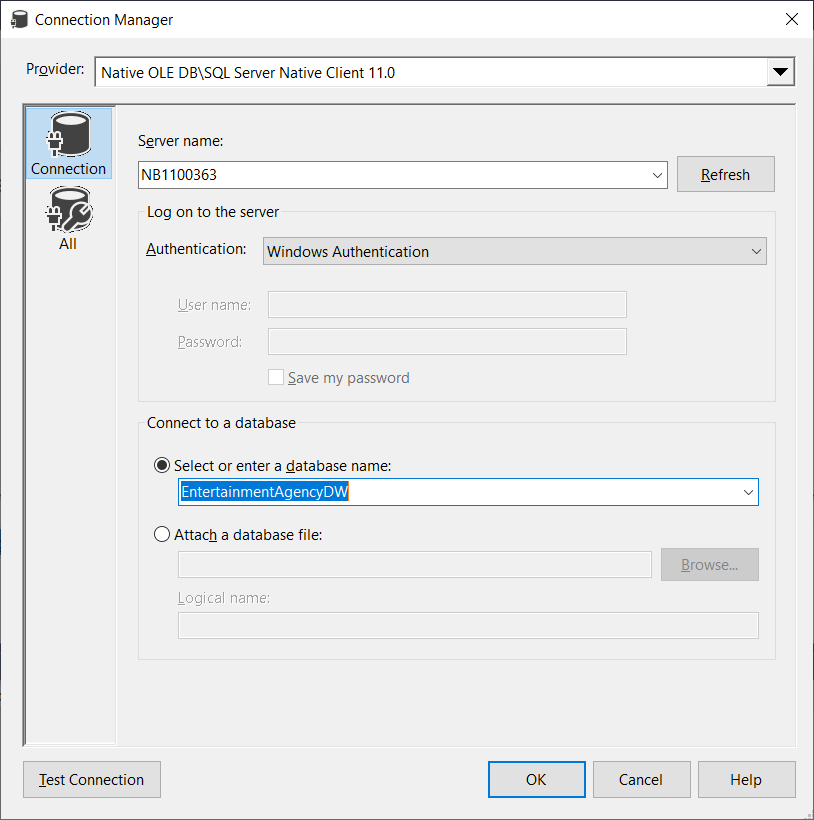 Connection Manager
Provider: Native OLE DB\SQL Server Native Client 11.0
Connection
All
Server name:
NB1100363 Refresh
Log on to the server
Authentication: Windows Authentication
User name:
Password:
Save my password
Connect to a database
Select or enter a database name:
EntertainmentAgencyDW
Attach a database file:
Browse...
Logical name:
Test Connection OK Cancel Help